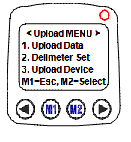 < Upload MENU >
1. Upload Data
2. Delimeter Set
3. Upload Device
M1=Esc, M2=Select
M1 M2